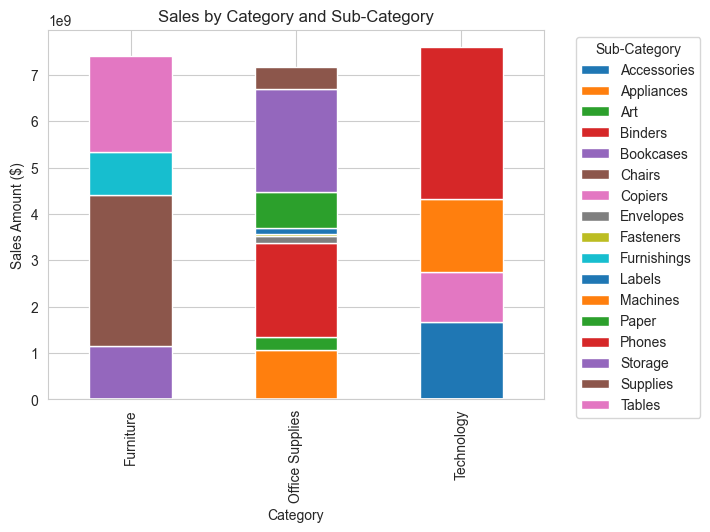 Sales by Category and Sub-Category
1e9
7
6
5
4
3
2
1
0
Sales Amount ($)
Furniture
Office Supplies
Technology
Category
Sub-Category
Accessories
Appliances
Art
Binders
Bookcases
Chairs
Copiers
Envelopes
Fasteners
Furnishings
Labels
Machines
Paper
Phones
Storage
Supplies
Tables